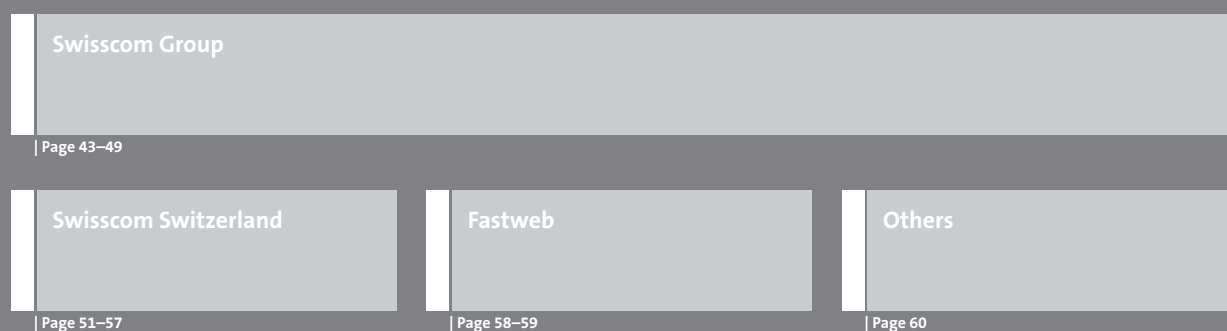 Swisscom Group
| Page 43–49
Swisscom Switzerland
Fastweb
Others
| Page 51–57
| Page 58–59
| Page 60